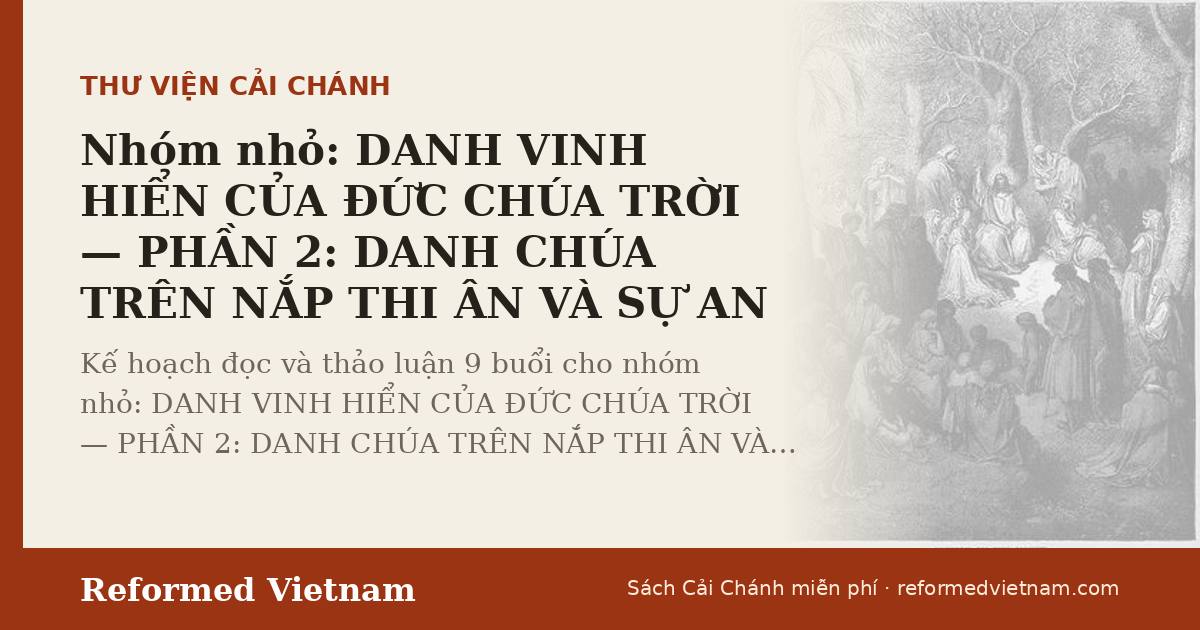 THƯ VIỆN CẢI CHÁNH
Nhóm nhỏ: DANH VINH
HIỂN CỦA ĐỨC CHÚA TRỜI
— PHẦN 2: DANH CHÚA
TRÊN NẮP THI ÂN VÀ SỰ AN
Kế hoạch đọc và thảo luận 9 buổi cho nhóm
nhỏ: DANH VINH HIỂN CỦA ĐỨC CHÚA TRỜI
— PHẦN 2: DANH CHÚA TRÊN NẮP THI ÂN VÀ...
Reformed Vietnam
Sách Cải Chánh miễn phí · reformedvietnam.com